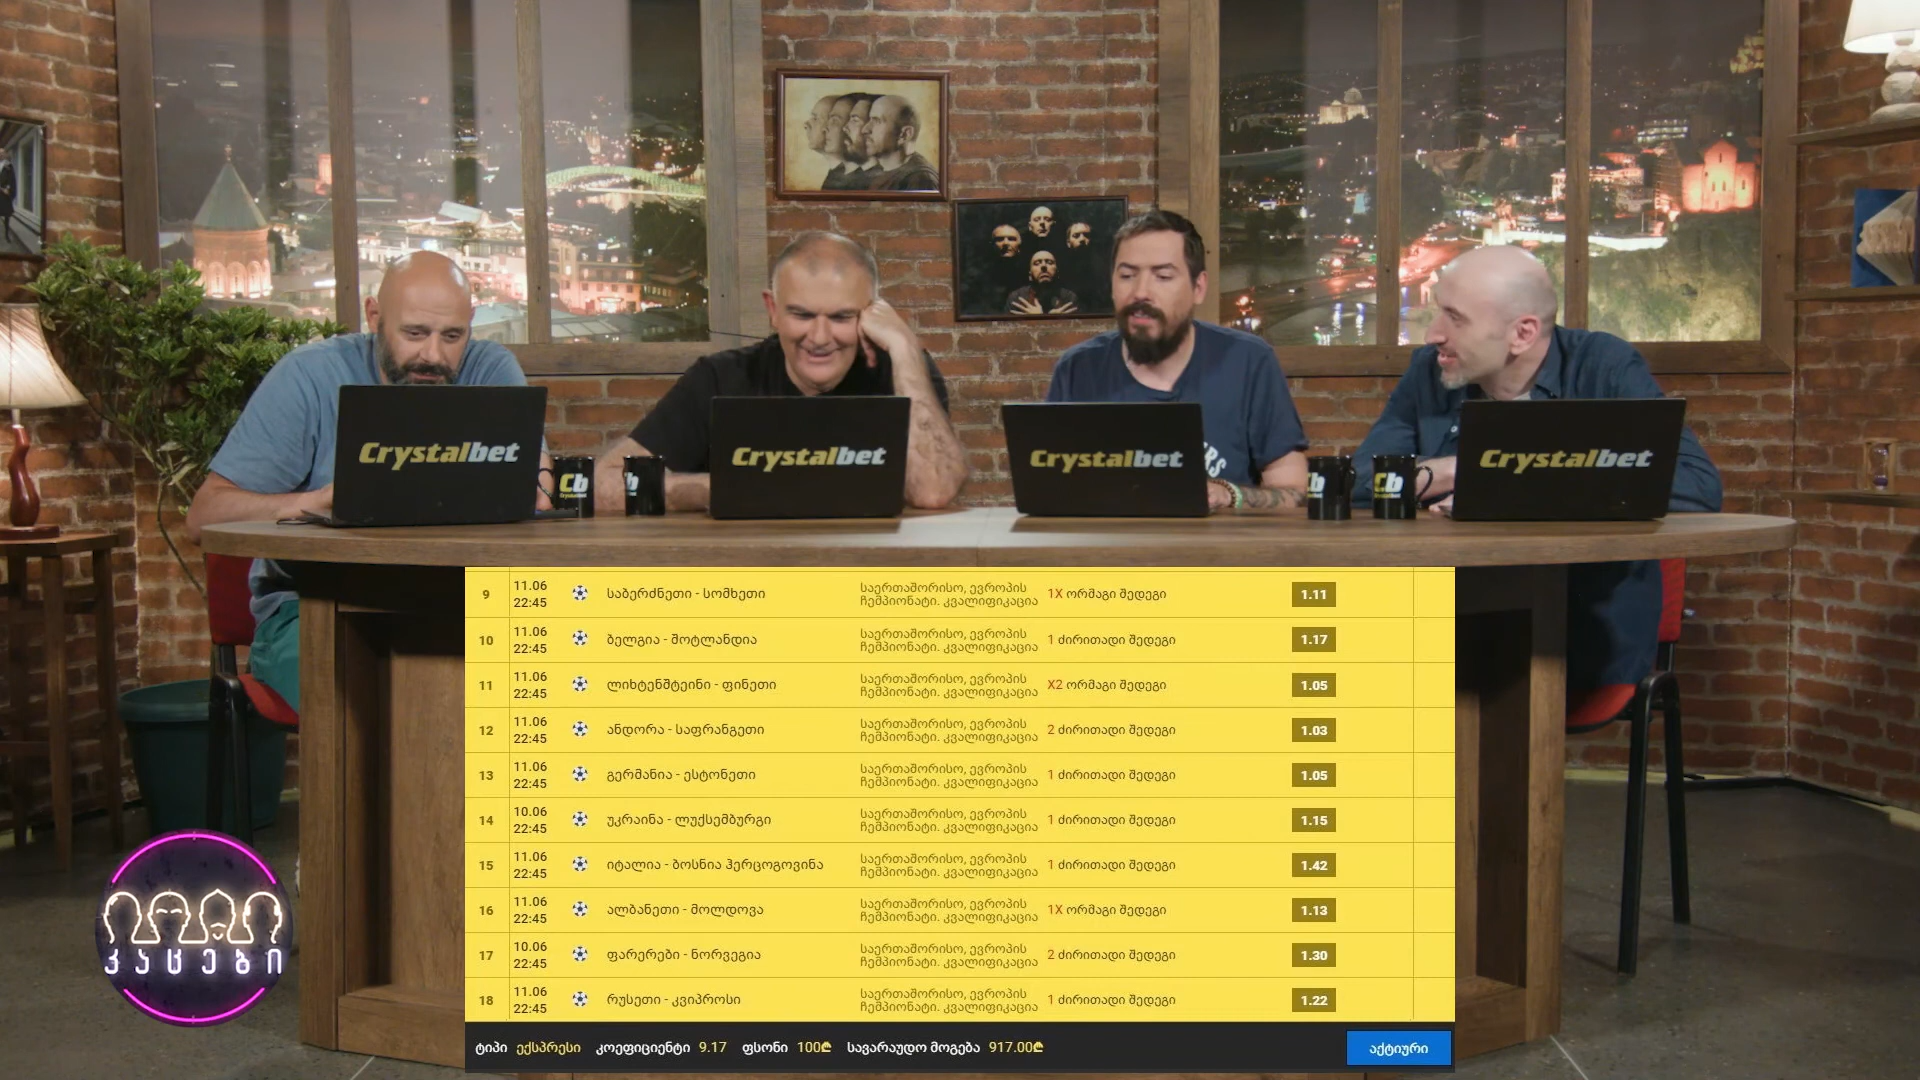 Crystalbet
Crystalbet
Crystalbet
Crystalbet
Cb
Crystalbet
Cb
9 11.06 22:45 საბერძნეთი - სომხეთი საერთაშორისო, ევროპის ჩემპიონატი. კვალიფიკაცია 1X ორმაგი შედეგი 1.11
10 11.06 22:45 ბელგია - შოტლანდია საერთაშორისო, ევროპის ჩემპიონატი. კვალიფიკაცია 1 ძირითადი შედეგი 1.17
11 11.06 22:45 ლიხტენშტეინი - ფინეთი საერთაშორისო, ევროპის ჩემპიონატი. კვალიფიკაცია X2 ორმაგი შედეგი 1.05
12 11.06 22:45 ანდორა - საფრანგეთი საერთაშორისო, ევროპის ჩემპიონატი. კვალიფიკაცია 2 ძირითადი შედეგი 1.03
13 11.06 22:45 გერმანია - ესტონეთი საერთაშორისო, ევროპის ჩემპიონატი. კვალიფიკაცია 1 ძირითადი შედეგი 1.05
14 10.06 22:45 უკრაინა - ლუქსემბურგი საერთაშორისო, ევროპის ჩემპიონატი. კვალიფიკაცია 1 ძირითადი შედეგი 1.15
15 11.06 22:45 იტალია - ბოსნია ჰერცოგოვინა საერთაშორისო, ევროპის ჩემპიონატი. კვალიფიკაცია 1 ძირითადი შედეგი 1.42
16 11.06 22:45 ალბანეთი - მოლდოვა საერთაშორისო, ევროპის ჩემპიონატი. კვალიფიკაცია 1X ორმაგი შედეგი 1.13
17 10.06 22:45 ფარერები - ნორვეგია საერთაშორისო, ევროპის ჩემპიონატი. კვალიფიკაცია 2 ძირითადი შედეგი 1.30
18 11.06 22:45 რუსეთი - კვიპროსი საერთაშორისო, ევროპის ჩემპიონატი. კვალიფიკაცია 1 ძირითადი შედეგი 1.22
ტიპი ექსპრესი კოეფიციენტი 9.17 ფსონი 100₾ სავარაუდო მოგება 917.00₾ აქტიური
კაცები